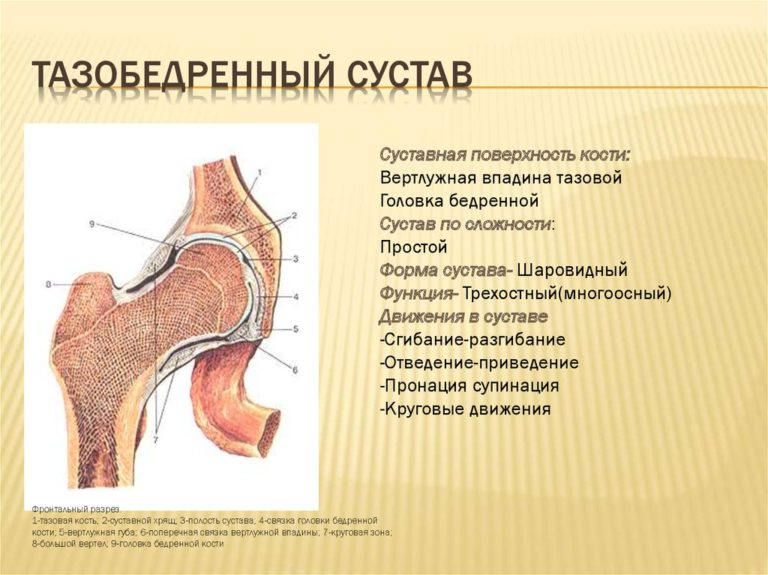 ТАЗОБЕДРЕННЫЙ СУСТАВ
1
2
3
4
5
6
7
8
9
Суставная поверхность кости:
Вертлужная впадина тазовой
Головка бедренной
Сустав по сложности:
Простой
Форма сустава- Шаровидный
Функция- Трехостный(многоосный)
Движения в суставе
-Сгибание-разгибание
-Отведение-приведение
-Пронация супинация
-Круговые движения
Фронтальный разрез
1-тазовая кость; 2-суставной хрящ; 3-полость сустава; 4-связка головки бедренной
кости; 5-вертлужная губа; 6-поперечная связка вертлужной впадины; 7-круговая зона;
8-большой вертел; 9-головка бедренной кости